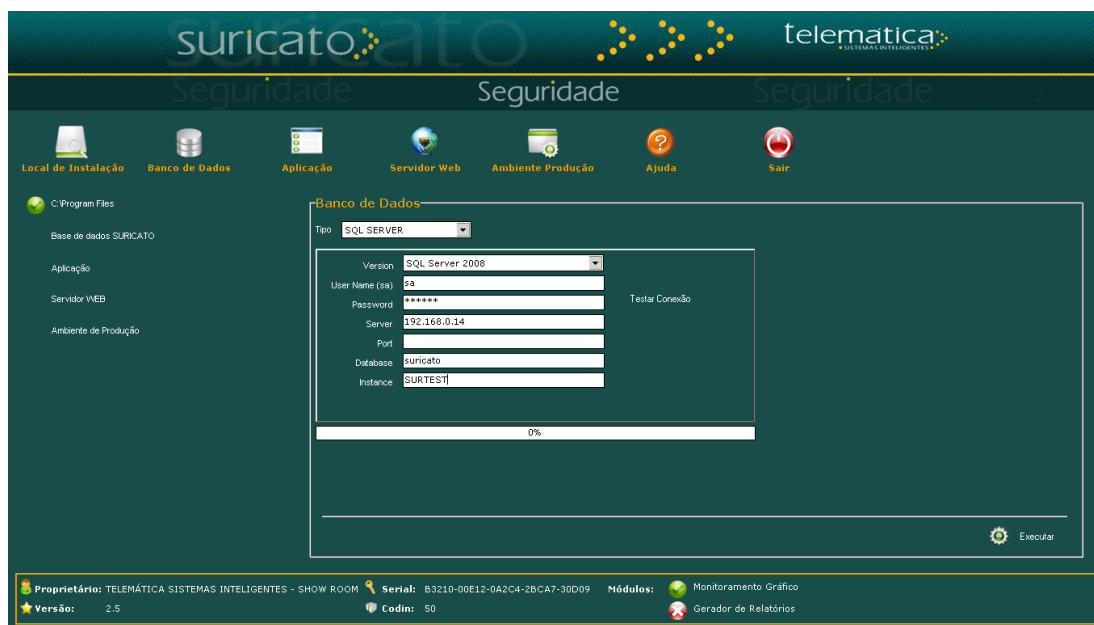 suricato
telematica
SISTEMAS INTELIGENTES
Seguridade Seguridade Seguridade
Local de Instalação Banco de Dados Aplicação Servidor Web Ambiente Produção Ajuda Sair
C:\Program Files
Base de dados SURICATO
Aplicação
Servidor WEB
Ambiente de Produção
Banco de Dados
Tipo SQL SERVER
Version SQL Server 2008
User Name (sa) sa
Password ******
Testar Conexão
Server 192.168.0.14
Port
Database suricato
Instance SURTEST
0%
Executar
Proprietário: TELEMÁTICA SISTEMAS INTELIGENTES - SHOW ROOM Serial: B3210-00E12-0A2C4-2BCA7-30D09 Módulos: Monitoramento Gráfico
Versão: 2.5 Codin: 50 Gerador de Relatórios